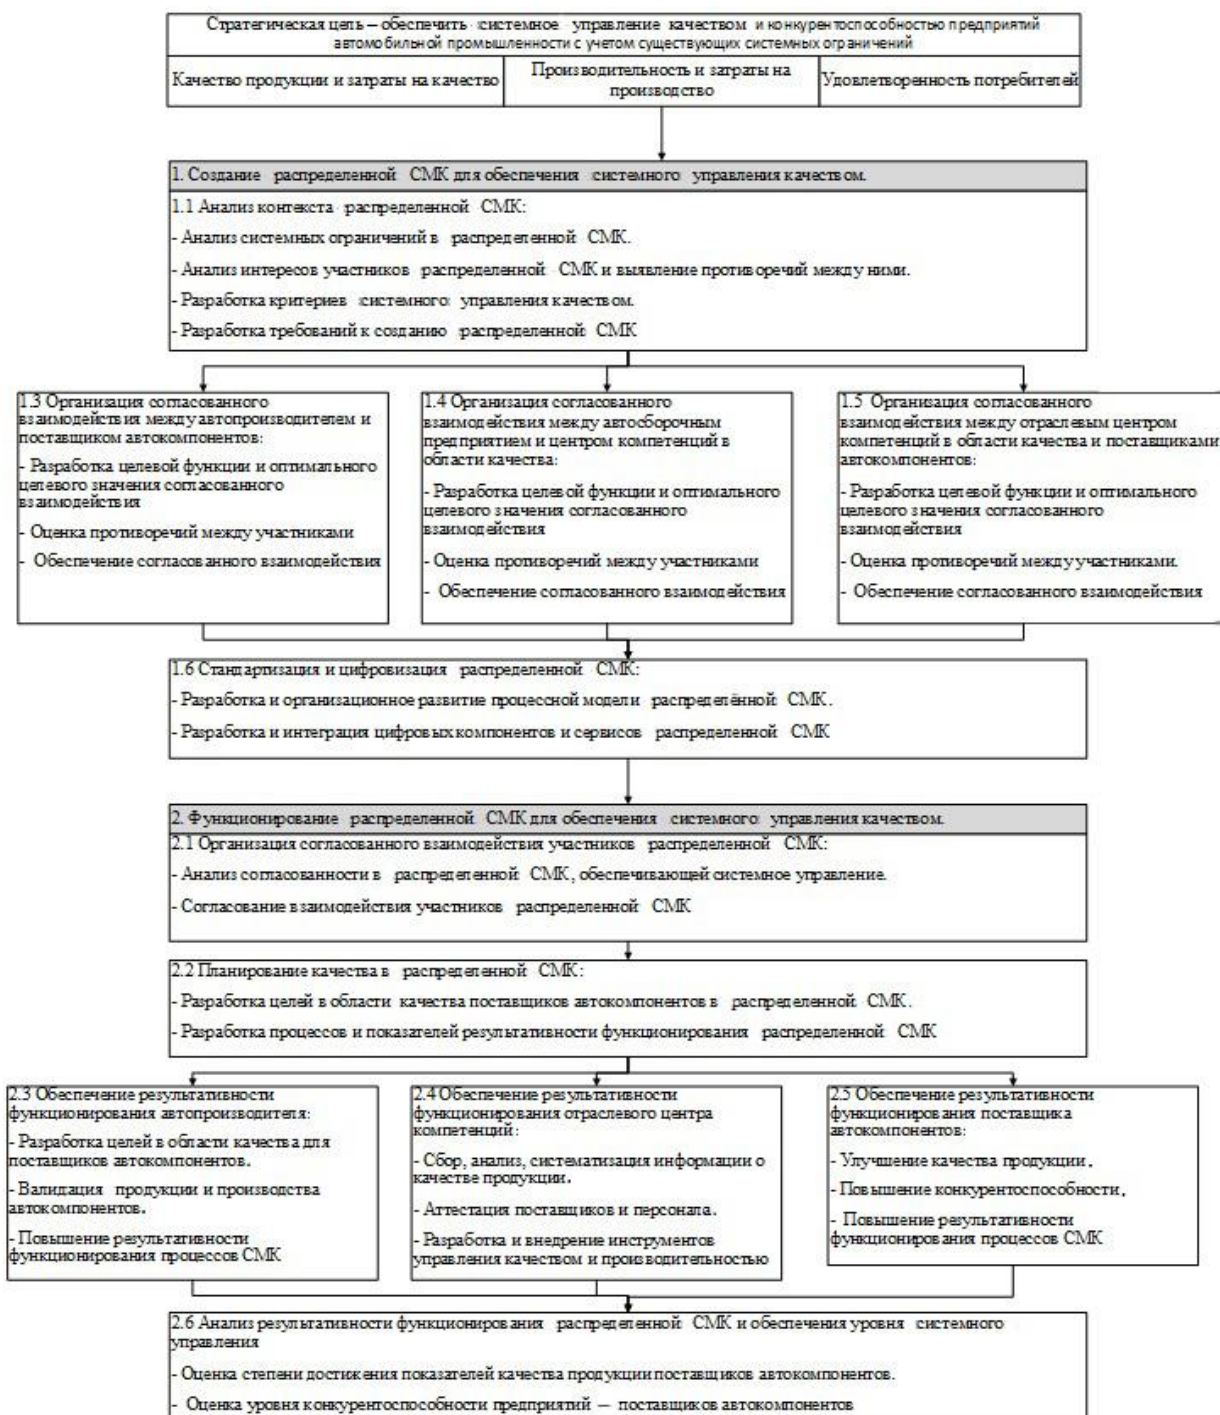 Стратегическая цель – обеспечить системное управление качеством и конкурентоспособностью предприятий
автомобильной промышленности с учетом существующих системных ограничений
Качество продукции и затраты на качество
Производительность и затраты на
производство
Удовлетворенность потребителей
1. Создание распределенной СМК для обеспечения системного управления качеством.
1.1 Анализ контекста распределенной СМК:
- Анализ системных ограничений в распределенной СМК.
- Анализ интересов участников распределенной СМК и выявление противоречий между ними.
- Разработка критериев системного управления качеством.
- Разработка требований к созданию распределенной СМК
1.3 Организация согласованного
взаимодействия между автопроизводителем и
поставщиком автокомпонентов:
- Разработка целевой функции и оптимального
целевого значения согласованного
взаимодействия
- Оценка противоречий между участниками
- Обеспечение согласованного взаимодействия
1.4 Организация согласованного
взаимодействия между автосборочным
предприятием и центром компетенций в
области качества:
- Разработка целевой функции и оптимального
целевого значения согласованного
взаимодействия
- Оценка противоречий между участниками
- Обеспечение согласованного взаимодействия
1.5 Организация согласованного
взаимодействия между отраслевым центром
компетенций в области качества и поставщиками
автокомпонентов:
- Разработка целевой функции и оптимального
целевого значения согласованного
взаимодействия
- Оценка противоречий между участниками.
- Обеспечение согласованного взаимодействия
1.6 Стандартизация и цифровизация распределенной СМК:
- Разработка и организационное развитие процессной модели распределённой СМК.
- Разработка и интеграция цифровых компонентов и сервисов распределенной СМК
2. Функционирование распределенной СМК для обеспечения системного управления качеством.
2.1 Организация согласованного взаимодействия участников распределенной СМК:
- Анализ согласованности в распределенной СМК, обеспечивающей системное управление.
- Согласование взаимодействия участников распределенной СМК
2.2 Планирование качества в распределенной СМК:
- Разработка целей в области качества поставщиков автокомпонентов в распределенной СМК.
- Разработка процессов и показателей результативности функционирования распределенной СМК
2.3 Обеспечение результативности
функционирования автопроизводителя:
- Разработка целей в области качества для
поставщиков автокомпонентов.
- Валидация продукции и производства
автокомпонентов.
- Повышение результативности
функционирования процессов СМК
2.4 Обеспечение результативности
функционирования отраслевого центра
компетенций:
- Сбор, анализ, систематизация информации о
качестве продукции.
- Аттестация поставщиков и персонала.
- Разработка и внедрение инструментов
управления качеством и производительностью
2.5 Обеспечение результативности
функционирования поставщика
автокомпонентов:
- Улучшение качества продукции.
- Повышение конкурентоспособности.
- Повышение результативности
функционирования процессов СМК
2.6 Анализ результативности функционирования распределенной СМК и обеспечения уровня системного
управления
- Оценка степени достижения показателей качества продукции поставщиков автокомпонентов.
- Оценка уровня конкурентоспособности предприятий – поставщиков автокомпонентов